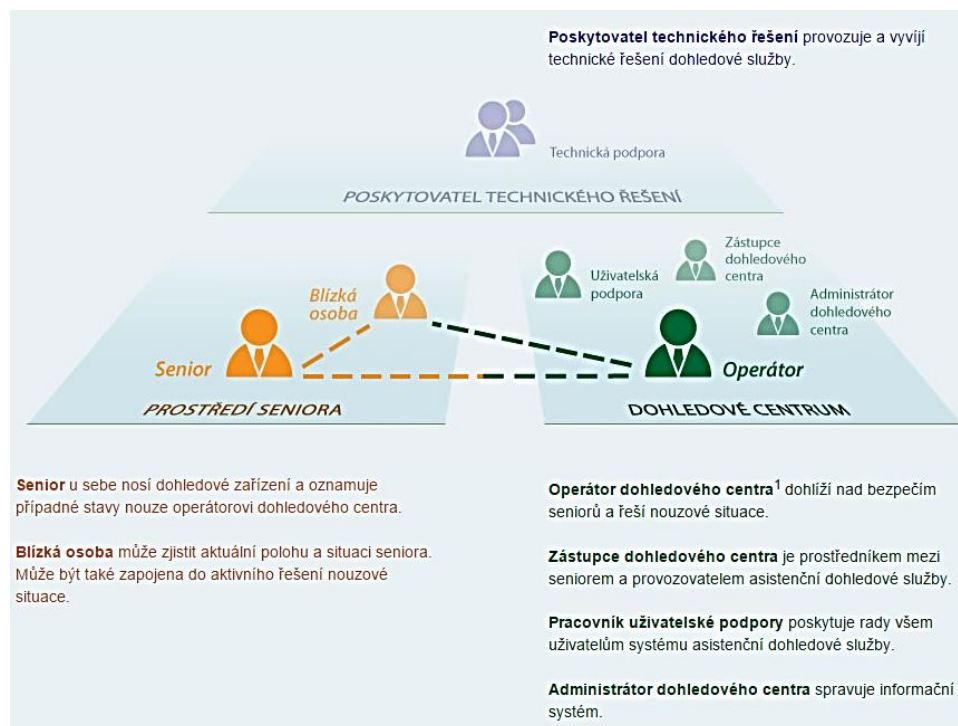 Poskytovatel technického řešení provozuje a vyvíjí
technické řešení dohledové služby.
Technická podpora
POSKYTOVATEL TECHNICKÉHO ŘEŠENÍ
Blízká
osoba
Senior
PROSTŘEDÍ SENIORA
Uživatelská
podpora
Zástupce
dohledového
centra
Administrátor
dohledového
centra
Operátor
DOHLEDOVÉ CENTRUM
Senior u sebe nosí dohledové zařízení a oznamuje
případné stavy nouze operátorovi dohledového centra.
Blízká osoba může zjistit aktuální polohu a situaci seniora.
Může být také zapojena do aktivního řešení nouzové
situace.
Operátor dohledového centra¹ dohlíží nad bezpečím
seniorů a řeší nouzové situace.
Zástupce dohledového centra je prostředníkem mezi
seniorem a provozovatelem asistenční dohledové služby.
Pracovník uživatelské podpory poskytuje rady všem
uživatelům systému asistenční dohledové služby.
Administrátor dohledového centra spravuje informační
systém.